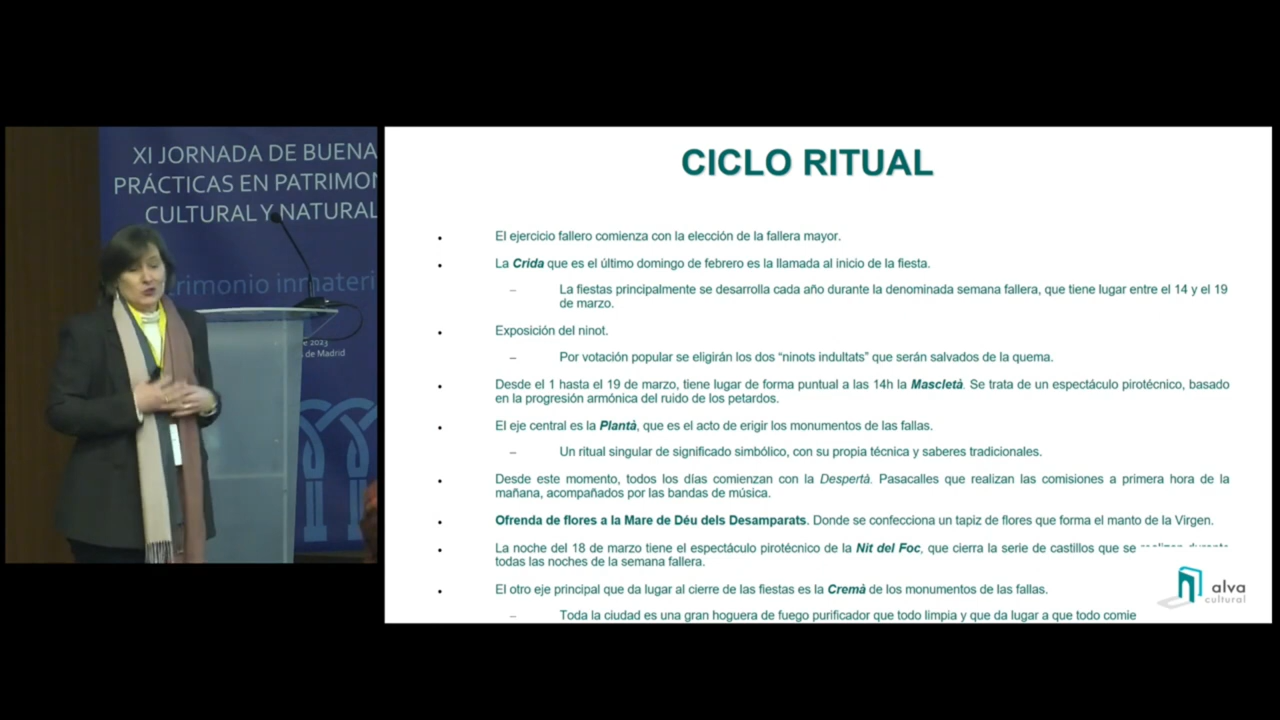 XI JORNADA DE BUENA
PRÁCTICAS EN PATRIMON
CULTURAL Y NATURAL
trimonio inmateri
e 2023
de Madrid
CICLO RITUAL
• El ejercicio fallero comienza con la elección de la fallera mayor.
• La Crida que es el último domingo de febrero es la llamada al inicio de la fiesta.
– La fiestas principalmente se desarrolla cada año durante la denominada semana fallera, que tiene lugar entre el 14 y el 19
de marzo.
• Exposición del ninot.
– Por votación popular se eligirán los dos “ninots indultats” que serán salvados de la quema.
• Desde el 1 hasta el 19 de marzo, tiene lugar de forma puntual a las 14h la Mascletà. Se trata de un espectáculo pirotécnico, basado
en la progresión armónica del ruido de los petardos.
• El eje central es la Plantà, que es el acto de erigir los monumentos de las fallas.
– Un ritual singular de significado simbólico, con su propia técnica y saberes tradicionales.
• Desde este momento, todos los días comienzan con la Despertà. Pasacalles que realizan las comisiones a primera hora de la
mañana, acompañados por las bandas de música.
• Ofrenda de flores a la Mare de Déu dels Desamparats. Donde se confecciona un tapiz de flores que forma el manto de la Virgen.
• La noche del 18 de marzo tiene el espectáculo pirotécnico de la Nit del Foc, que cierra la serie de castillos que se
todas las noches de la semana fallera.
• El otro eje principal que da lugar al cierre de las fiestas es la Cremà de los monumentos de las fallas.
– Toda la ciudad es una gran hoguera de fuego purificador que todo limpia y que da lugar a que todo comie
alva
cultural